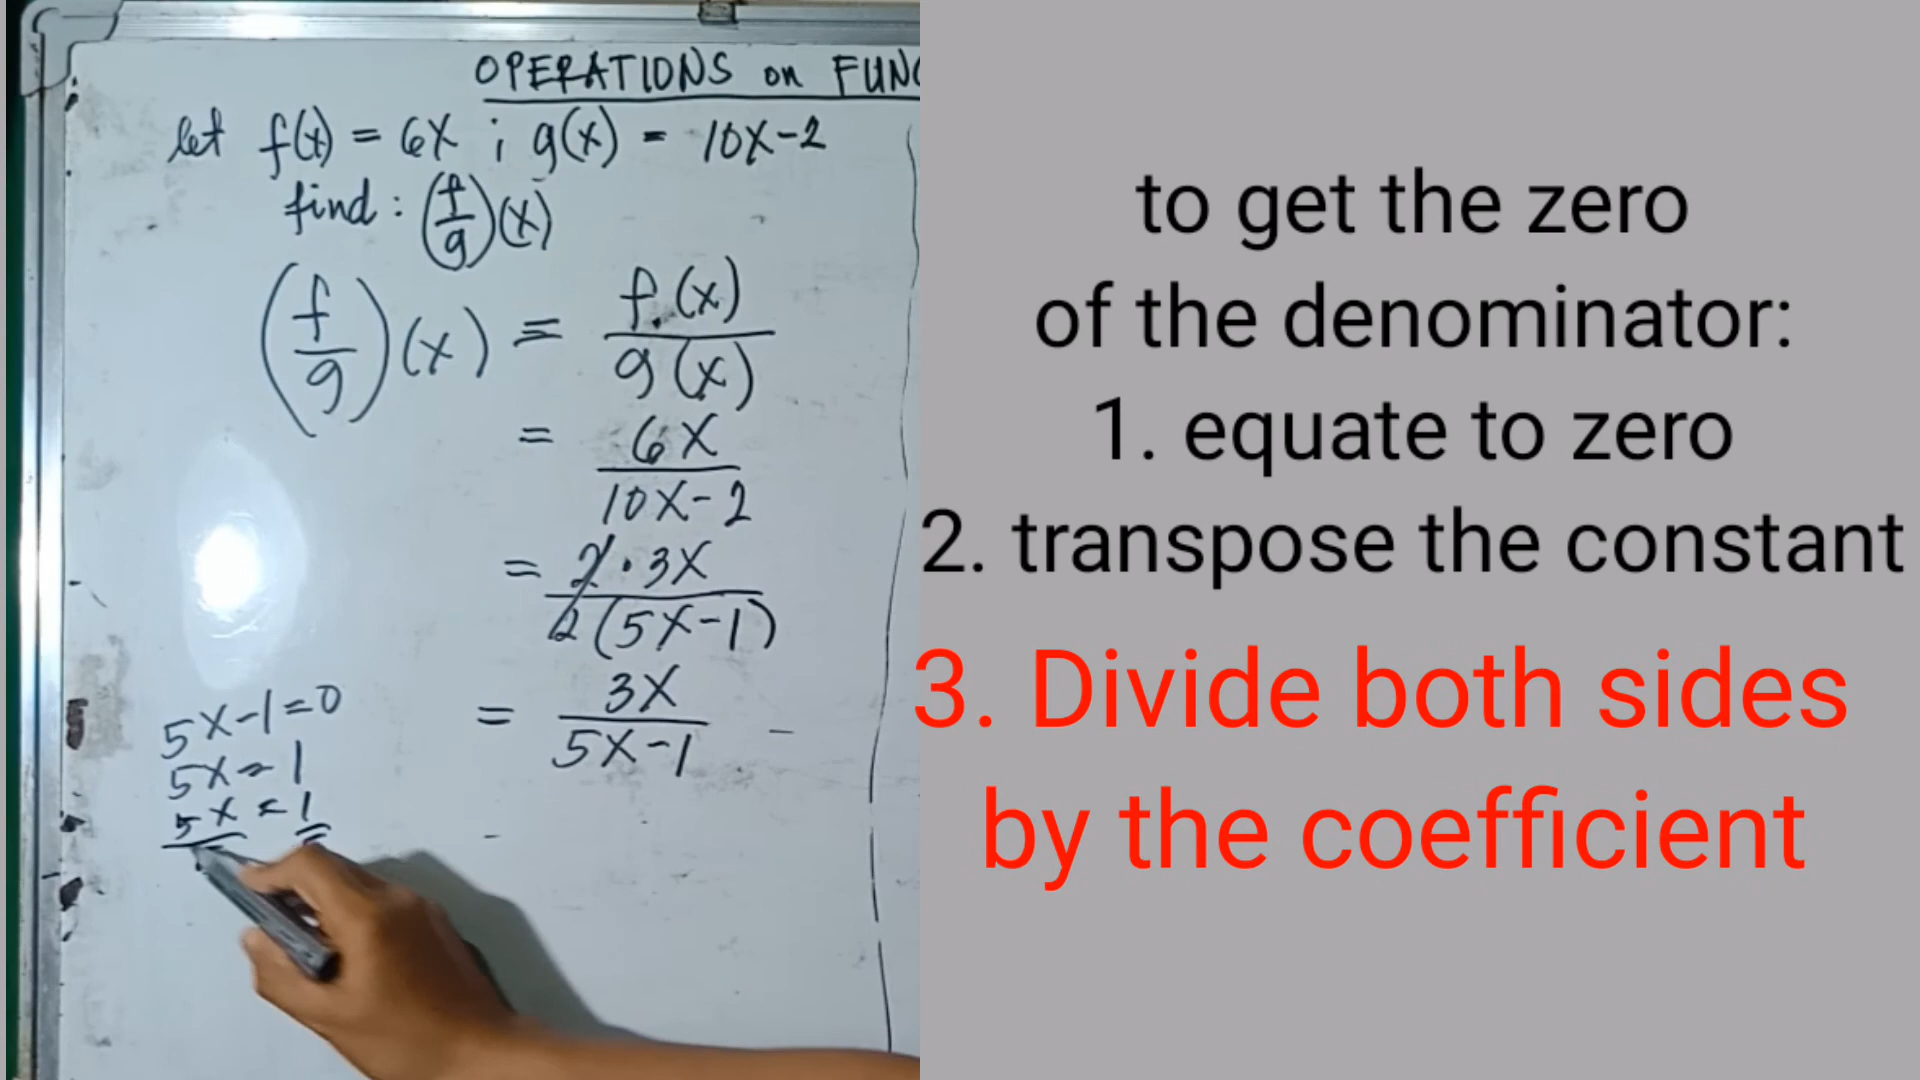 OPERATIONS on FUNC
let f(x) = 6X ; g(x) = 10X-2
find: (f/g)(x)
(f/g)(x) = f(x)/g(x)
= 6X/10X-2
= 2·3X/2(5X-1)
= 3X/5X-1
5X-1=0
5X=1
5X = 1
to get the zero
of the denominator:
1. equate to zero
2. transpose the constant
3. Divide both sides
by the coefficient